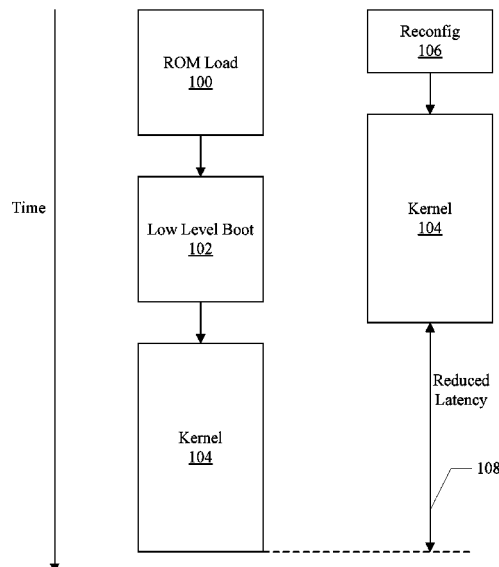 ROM Load
100
Reconfig
106
Time
Low Level Boot
102
Kernel
104
Kernel
104
Reduced
Latency
108